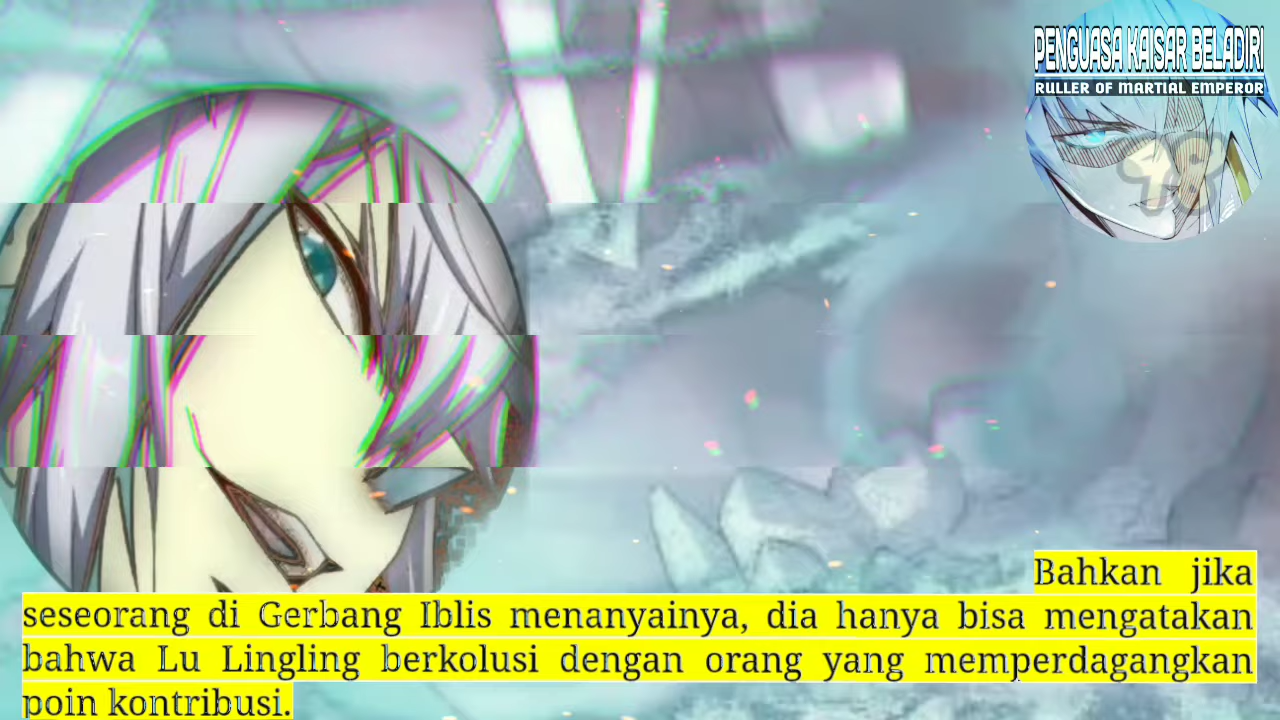 PENGUASA KAISAR BELADIRI
RULLER OF MARTIAL EMPEROR
Bahkan jika
seseorang di Gerbang Iblis menanyainya, dia hanya bisa mengatakan
bahwa Lu Lingling berkolusi dengan orang yang memperdagangkan
poin kontribusi.